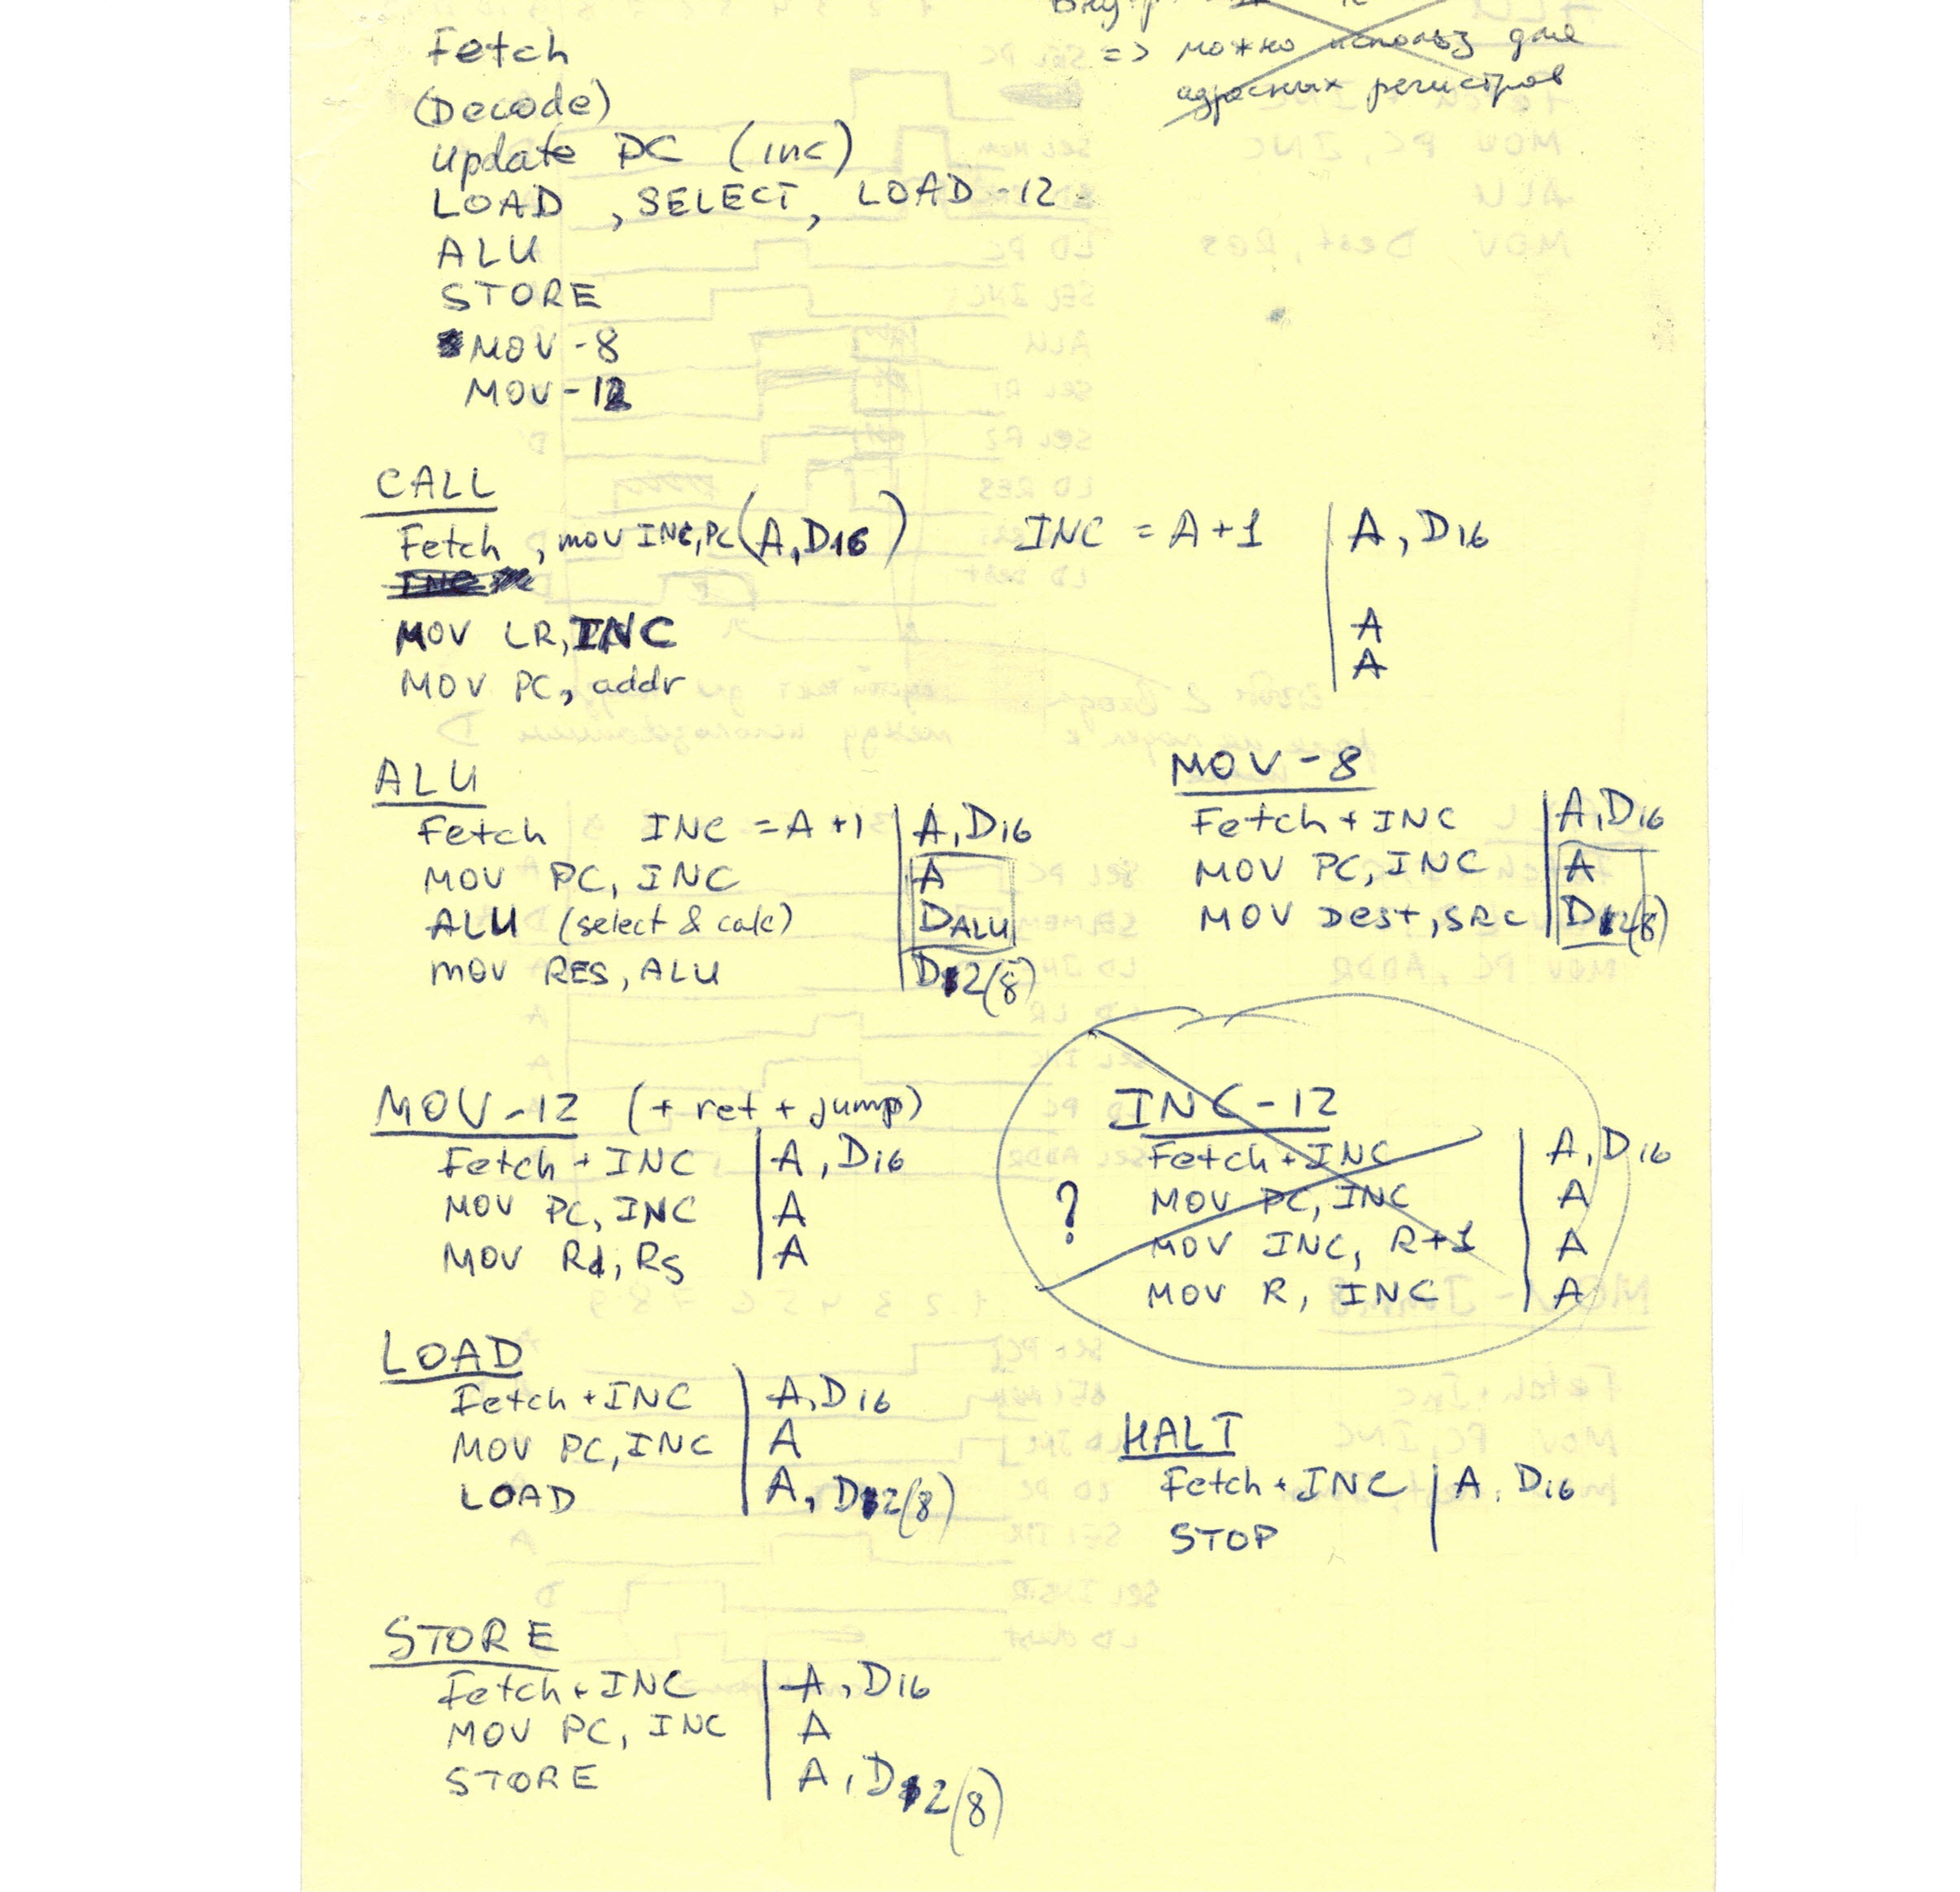 Fetch
=> можно использ для
(Decode)
адресных регистров
update PC (inc)
LOAD , SELECT, LOAD-12
ALU
STORE
MOV-8
MOV-12
CALL
Fetch , MOV INC, PC (A, D16) INC = A+1 | A, D16
INC
MOV LR, INC | A
MOV PC, addr | A
ALU
Fetch INC = A+1 | A, D16
MOV PC, INC | A
ALU (select & calc) | DALU
MOV RES, ALU | D12(8)
MOV-8
Fetch + INC | A, D16
MOV PC, INC | A
MOV Dest, SRC | D12(8)
MOV-12 (+ ret + jump)
Fetch + INC | A, D16
MOV PC, INC | A
MOV Rd, Rs | A
INC-12
Fetch + INC | A, D16
? MOV PC, INC | A
MOV INC, R+1 | A
MOV R, INC | A
LOAD
Fetch + INC | A, D16
MOV PC, INC | A
LOAD | A, D12(8)
HALT
Fetch + INC | A, D16
STOP
STORE
Fetch + INC | A, D16
MOV PC, INC | A
STORE | A, D12(8)